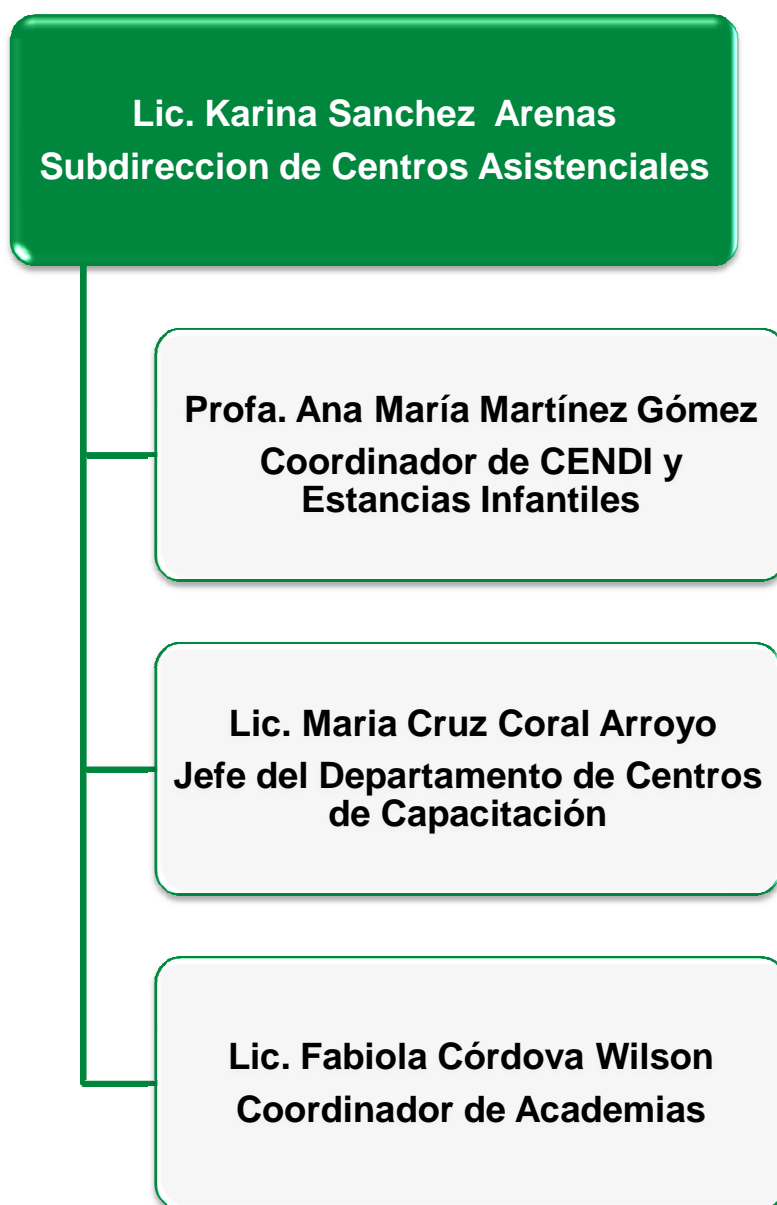 Lic. Karina Sanchez Arenas
Subdireccion de Centros Asistenciales
Profa. Ana María Martínez Gómez
Coordinador de CENDI y
Estancias Infantiles
Lic. Maria Cruz Coral Arroyo
Jefe del Departamento de Centros
de Capacitación
Lic. Fabiola Córdova Wilson
Coordinador de Academias